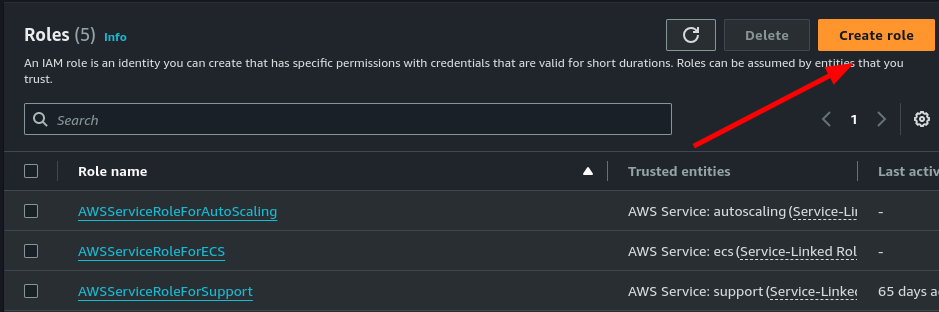 Roles (5) Info
Delete
Create role
An IAM role is an identity you can create that has specific permissions with credentials that are valid for short durations. Roles can be assumed by entities that you
trust.
Search
1
Role name Trusted entities Last activ
AWSServiceRoleForAutoScaling AWS Service: autoscaling (Service-Lin -
AWSServiceRoleForECS AWS Service: ecs (Service-Linked Rol -
AWSServiceRoleForSupport AWS Service: support (Service-Linked 65 days a